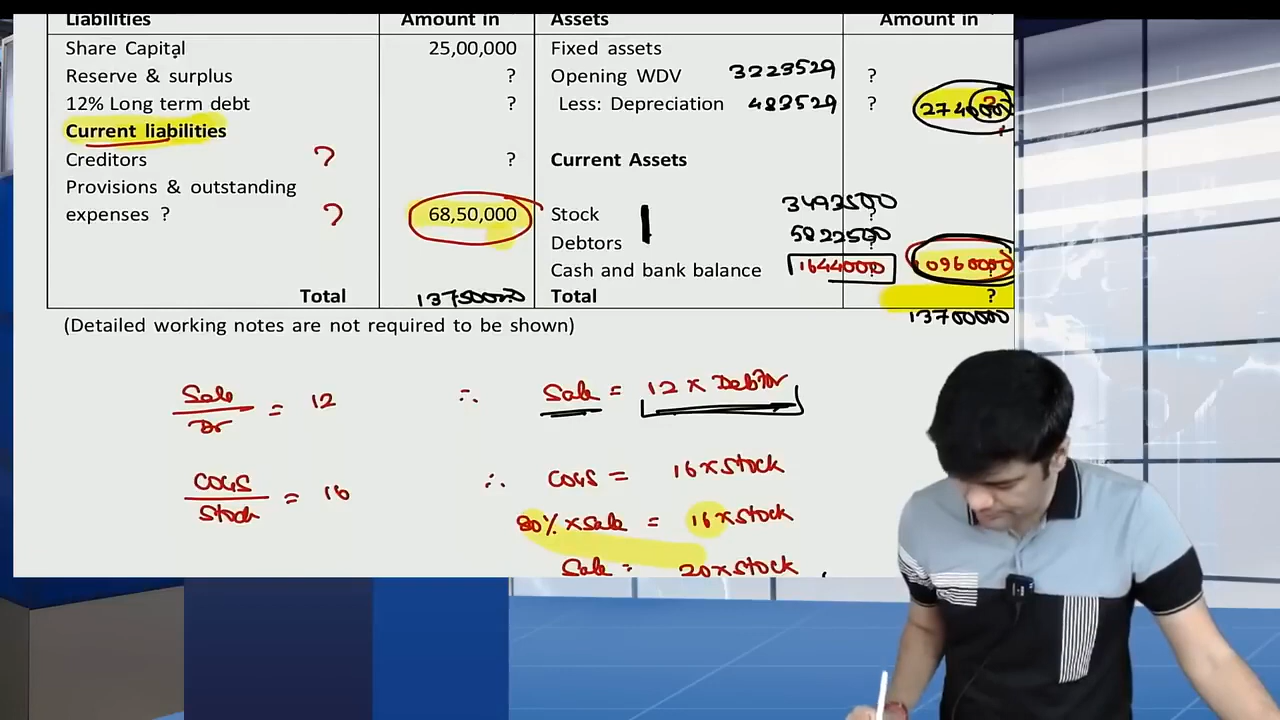 Liabilities Amount in Assets Amount in
Share Capital 25,00,000 Fixed assets
Reserve & surplus ? Opening WDV 3223529 ?
12% Long term debt ? Less: Depreciation 483529 ? 2740000
Current liabilities
Creditors ? ? Current Assets
Provisions & outstanding
expenses ? ? 68,50,000 Stock 3493500 ?
Debtors 5822500 ?
Cash and bank balance 1644000 ? 10960000
Total 13700000 Total ?
13700000
(Detailed working notes are not required to be shown)
Sale / Dr = 12 ∴ Sale = 12 x Debtor
COGS / Stock = 16 ∴ COGS = 16 x Stock
80% x Sale = 16 x Stock
Sale = 20 x Stock